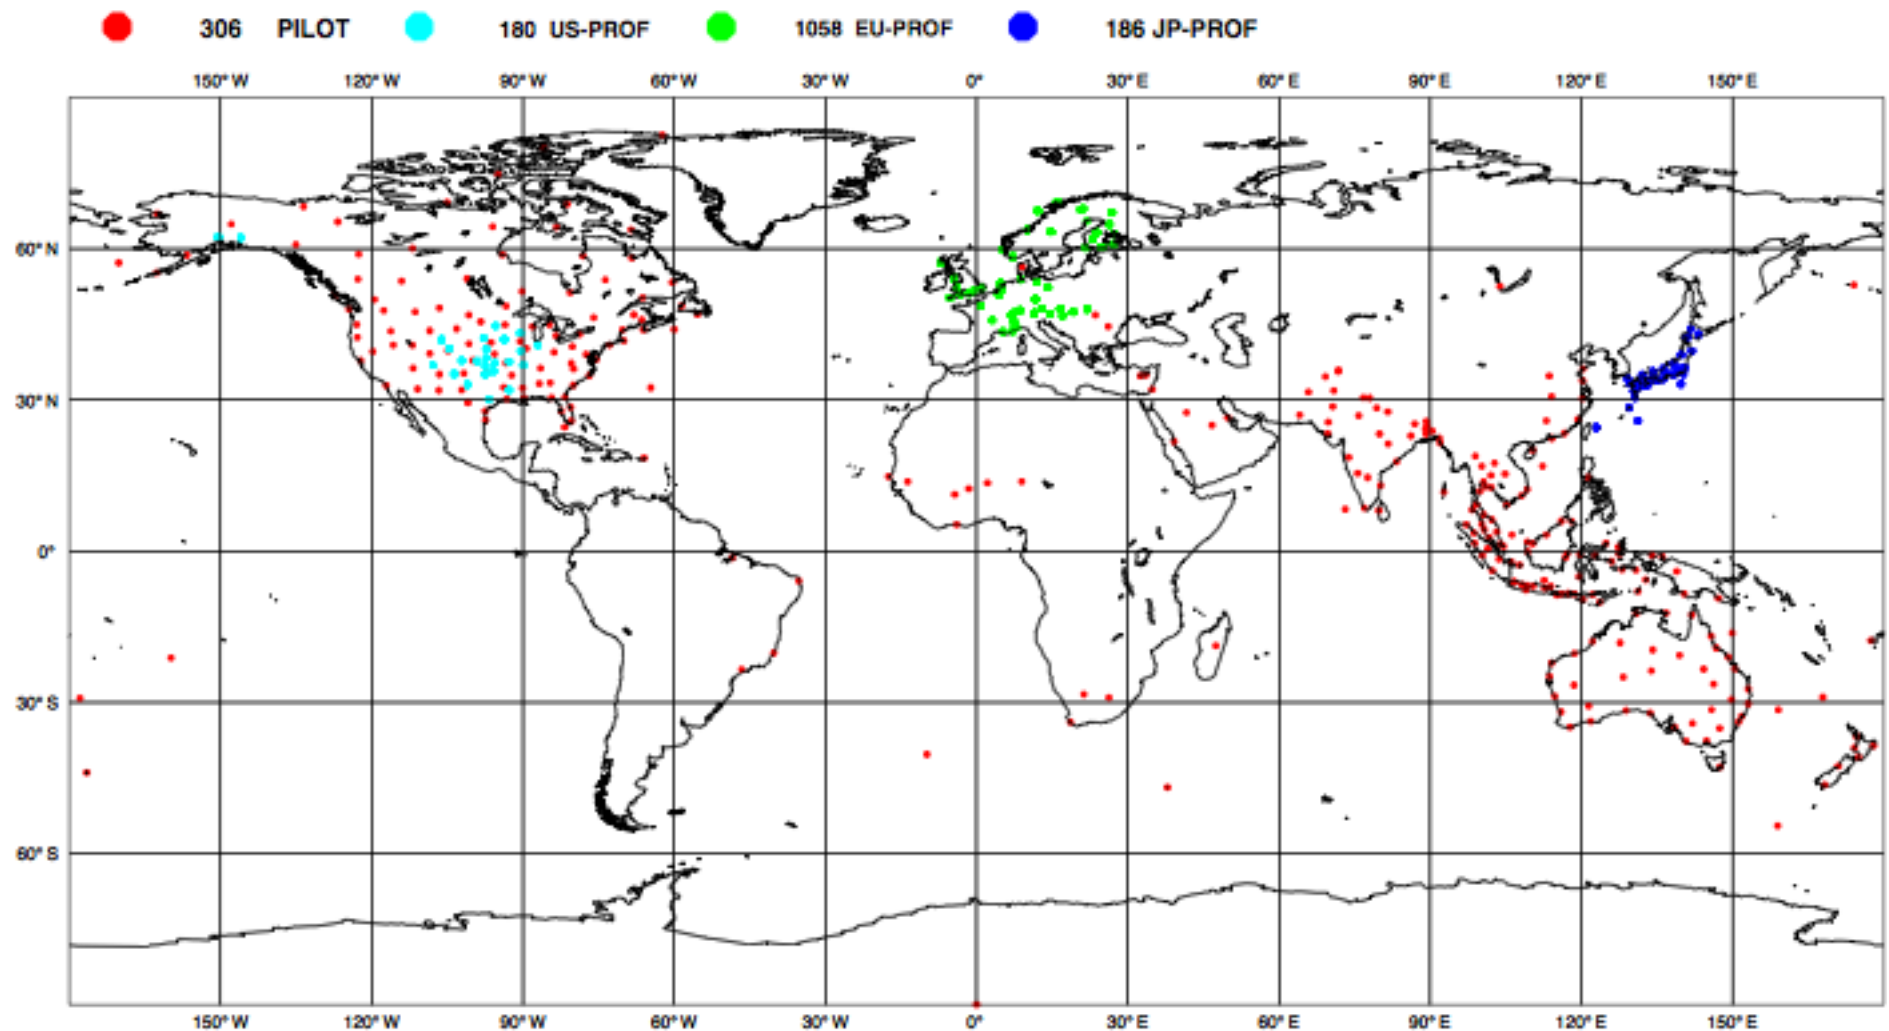 306 PILOT 180 US-PROF 1058 EU-PROF 186 JP-PROF
150° W 120° W 90° W 60° W 30° W 0° 30° E 60° E 90° E 120° E 150° E
60° N
30° N
0°
30° S
60° S
150° W 120° W 90° W 60° W 30° W 0° 30° E 60° E 90° E 120° E 150° E